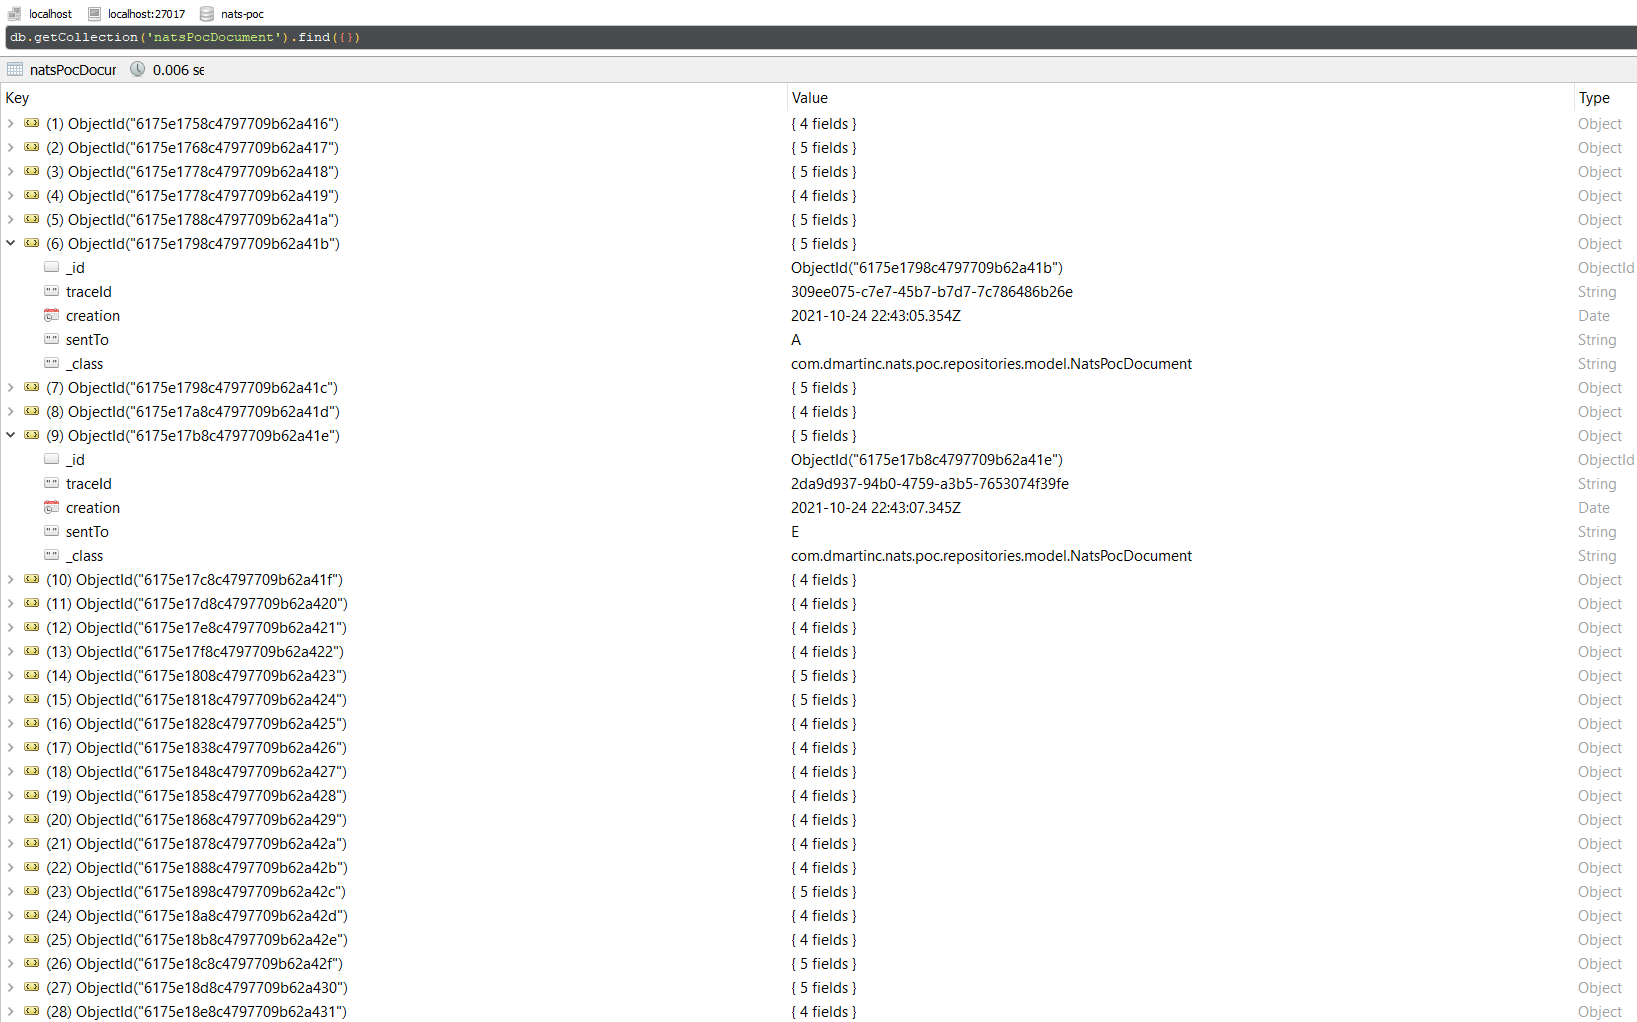 localhost localhost:27017 nats-poc
db.getCollection('natsPocDocument').find({})
natsPocDocur 0.006 se
Key Value Type
(1) ObjectId("6175e1758c4797709b62a416") { 4 fields } Object
(2) ObjectId("6175e1768c4797709b62a417") { 5 fields } Object
(3) ObjectId("6175e1778c4797709b62a418") { 5 fields } Object
(4) ObjectId("6175e1778c4797709b62a419") { 4 fields } Object
(5) ObjectId("6175e1788c4797709b62a41a") { 5 fields } Object
(6) ObjectId("6175e1798c4797709b62a41b") { 5 fields } Object
_id ObjectId("6175e1798c4797709b62a41b") ObjectId
traceId 309ee075-c7e7-45b7-b7d7-7c786486b26e String
creation 2021-10-24 22:43:05.354Z Date
sentTo A String
_class com.dmartinc.nats.poc.repositories.model.NatsPocDocument String
(7) ObjectId("6175e1798c4797709b62a41c") { 5 fields } Object
(8) ObjectId("6175e17a8c4797709b62a41d") { 4 fields } Object
(9) ObjectId("6175e17b8c4797709b62a41e") { 5 fields } Object
_id ObjectId("6175e17b8c4797709b62a41e") ObjectId
traceId 2da9d937-94b0-4759-a3b5-7653074f39fe String
creation 2021-10-24 22:43:07.345Z Date
sentTo E String
_class com.dmartinc.nats.poc.repositories.model.NatsPocDocument String
(10) ObjectId("6175e17c8c4797709b62a41f") { 4 fields } Object
(11) ObjectId("6175e17d8c4797709b62a420") { 4 fields } Object
(12) ObjectId("6175e17e8c4797709b62a421") { 4 fields } Object
(13) ObjectId("6175e17f8c4797709b62a422") { 4 fields } Object
(14) ObjectId("6175e1808c4797709b62a423") { 5 fields } Object
(15) ObjectId("6175e1818c4797709b62a424") { 5 fields } Object
(16) ObjectId("6175e1828c4797709b62a425") { 4 fields } Object
(17) ObjectId("6175e1838c4797709b62a426") { 4 fields } Object
(18) ObjectId("6175e1848c4797709b62a427") { 4 fields } Object
(19) ObjectId("6175e1858c4797709b62a428") { 4 fields } Object
(20) ObjectId("6175e1868c4797709b62a429") { 4 fields } Object
(21) ObjectId("6175e1878c4797709b62a42a") { 4 fields } Object
(22) ObjectId("6175e1888c4797709b62a42b") { 4 fields } Object
(23) ObjectId("6175e1898c4797709b62a42c") { 5 fields } Object
(24) ObjectId("6175e18a8c4797709b62a42d") { 4 fields } Object
(25) ObjectId("6175e18b8c4797709b62a42e") { 4 fields } Object
(26) ObjectId("6175e18c8c4797709b62a42f") { 5 fields } Object
(27) ObjectId("6175e18d8c4797709b62a430") { 5 fields } Object
(28) ObjectId("6175e18e8c4797709b62a431") { 4 fields } Object